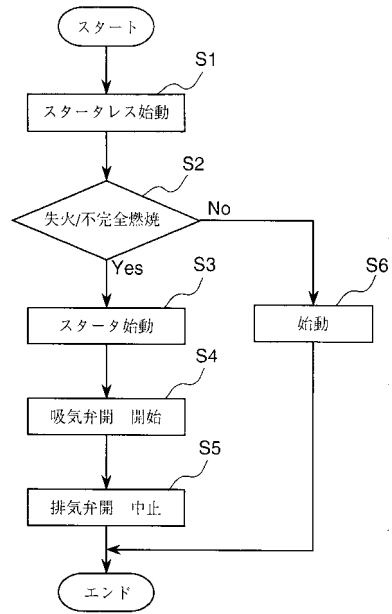 スタート
S1
スタータレス始動
S2
失火/不完全燃焼
No
Yes
S3
スタータ始動
S6
始動
S4
吸気弁開 開始
S5
排気弁開 中止
エンド